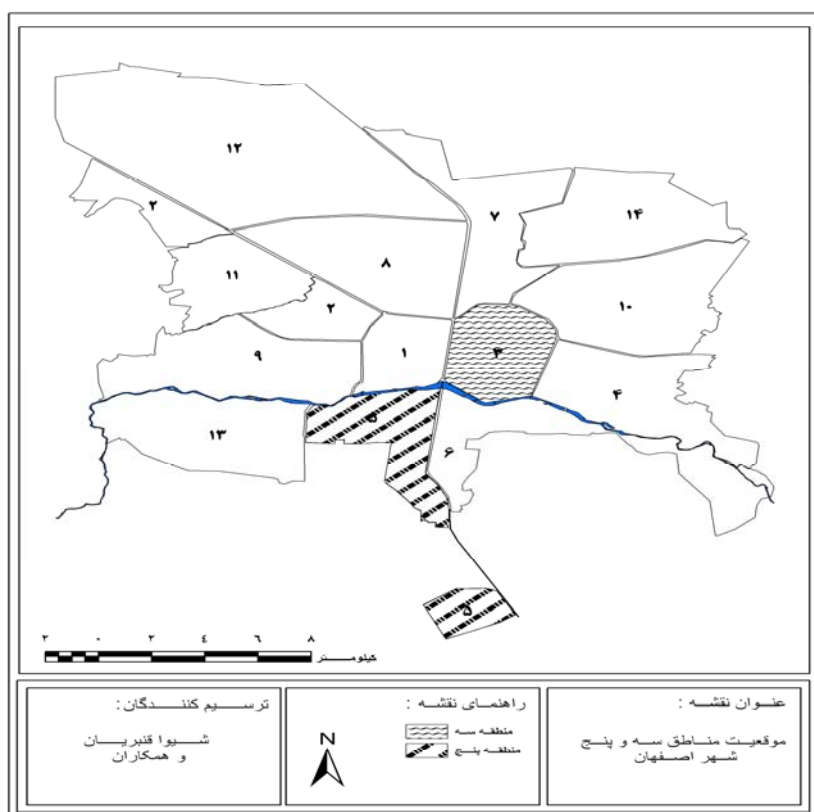 ۱۲
۲
۷
۱۴
۸
۱۱
۲
۱۰
۱
۳
۹
۴
۵
۱۳
۶
۵
۲ ۰ ۲ ۴ ۶ ۸
کیلومتر
عنوان نقشه :
موقعیت مناطق سه و پنج
شهر اصفهان
راهنمای نقشه :
منطقه سه
منطقه پنج
N
ترسیم کنندگان :
شیوا قنبریان
و همکاران